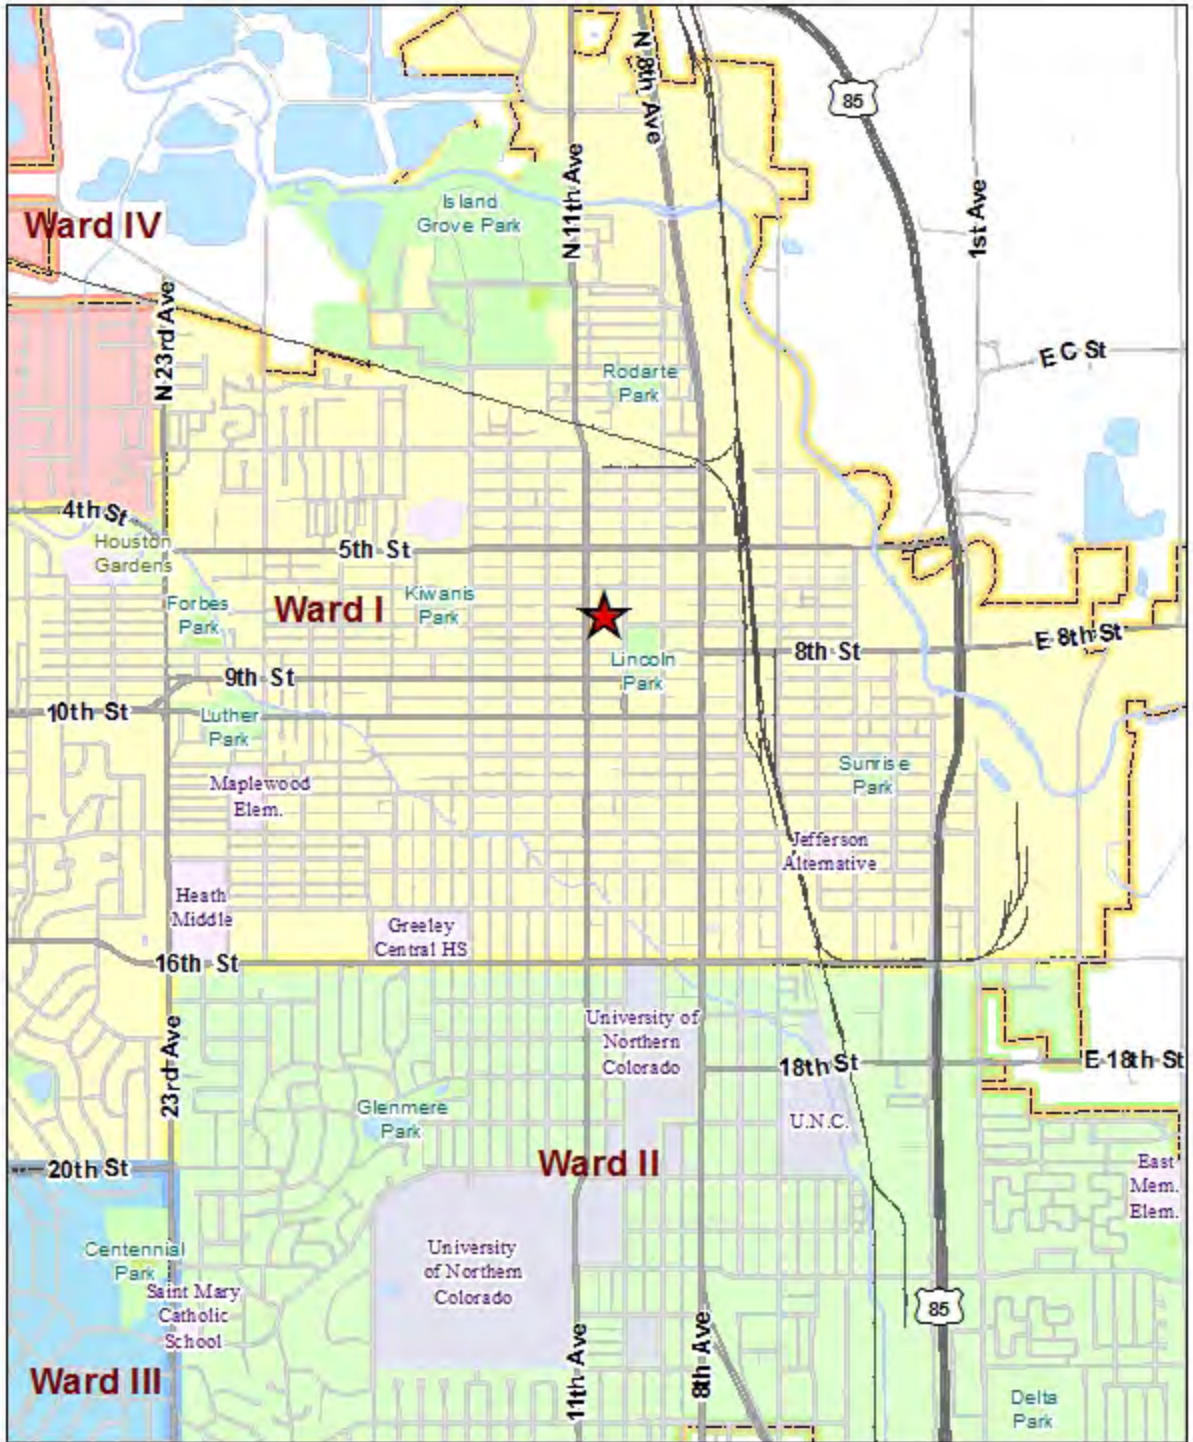 N 8th Ave
85
Ward IV
Island
Grove Park
N 11th Ave
1st Ave
N 23rd Ave
E C St
Rodarte
Park
4th St
Houston
Gardens
5th St
Forbes
Park
Ward I
Kiwanis
Park
Lincoln
Park
8th St
E 8th St
9th St
10th St
Luther
Park
Maplewood
Elem.
Sunrise
Park
Jefferson
Alternative
Heath
Middle
Greeley
Central HS
16th St
University of
Northern
Colorado
18th St
E 18th St
23rd Ave
Glenmere
Park
U.N.C.
Ward II
20th St
East
Mem.
Elem.
Centennial
Park
Saint Mary
Catholic
School
University
of Northern
Colorado
85
Ward III
11th Ave
8th Ave
Delta
Park